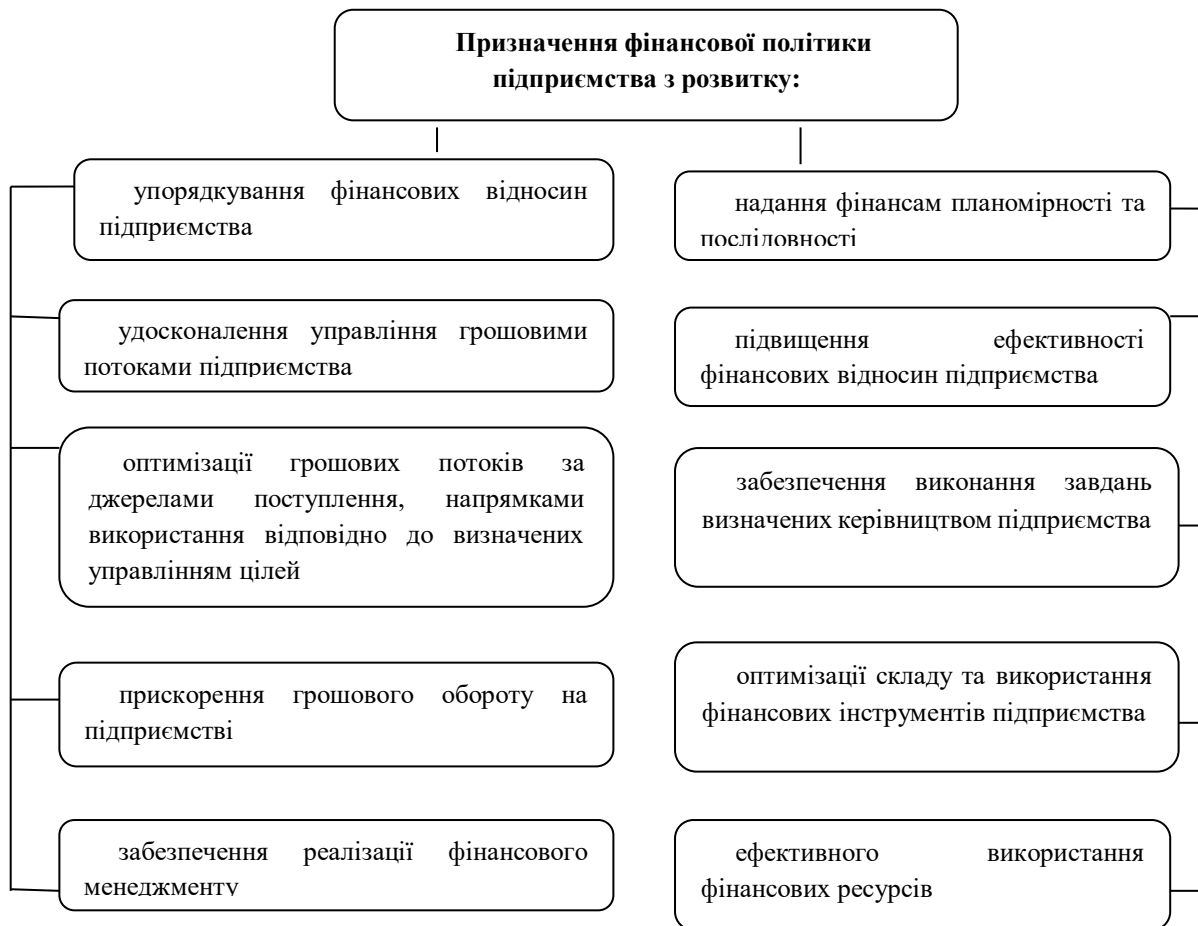 Призначення фінансової політики
підприємства з розвитку:
упорядкування фінансових відносин
підприємства
удосконалення управління грошовими
потоками підприємства
оптимізації грошових потоків за
джерелами поступлення, напрямками
використання відповідно до визначених
управлінням цілей
прискорення грошового обороту на
підприємстві
забезпечення реалізації фінансового
менеджменту
надання фінансам планомірності та
послідовності
підвищення ефективності
фінансових відносин підприємства
забезпечення виконання завдань
визначених керівництвом підприємства
оптимізації складу та використання
фінансових інструментів підприємства
ефективного використання
фінансових ресурсів